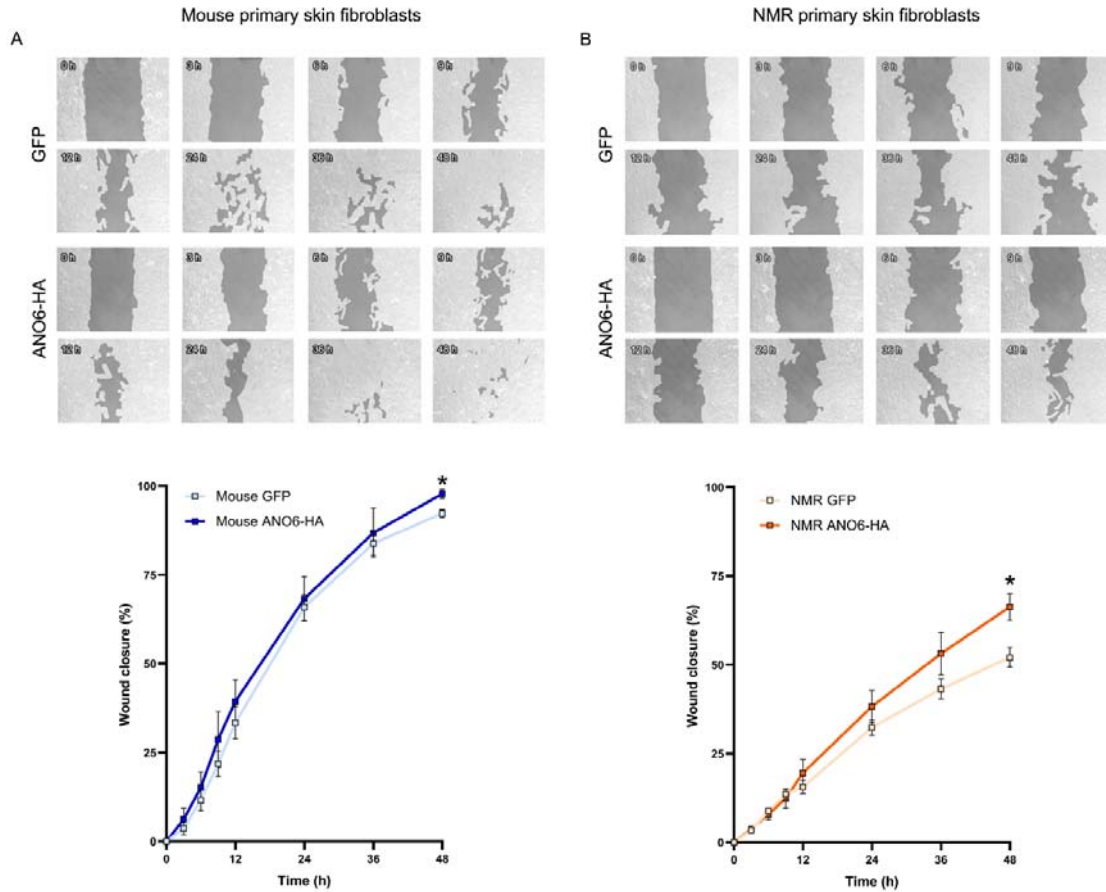 Mouse primary skin fibroblasts
NMR primary skin fibroblasts
A
GFP
0 h
3 h
6 h
9 h
12 h
24 h
36 h
48 h
ANO6-HA
0 h
3 h
6 h
9 h
12 h
24 h
36 h
48 h
Wound closure (%)
100
75
50
25
0
Mouse GFP
Mouse ANO6-HA
*
0
12
24
36
48
Time (h)
B
GFP
0 h
3 h
6 h
9 h
12 h
24 h
36 h
48 h
ANO6-HA
0 h
3 h
6 h
9 h
12 h
24 h
36 h
48 h
Wound closure (%)
100
75
50
25
0
NMR GFP
NMR ANO6-HA
*
0
12
24
36
48
Time (h)